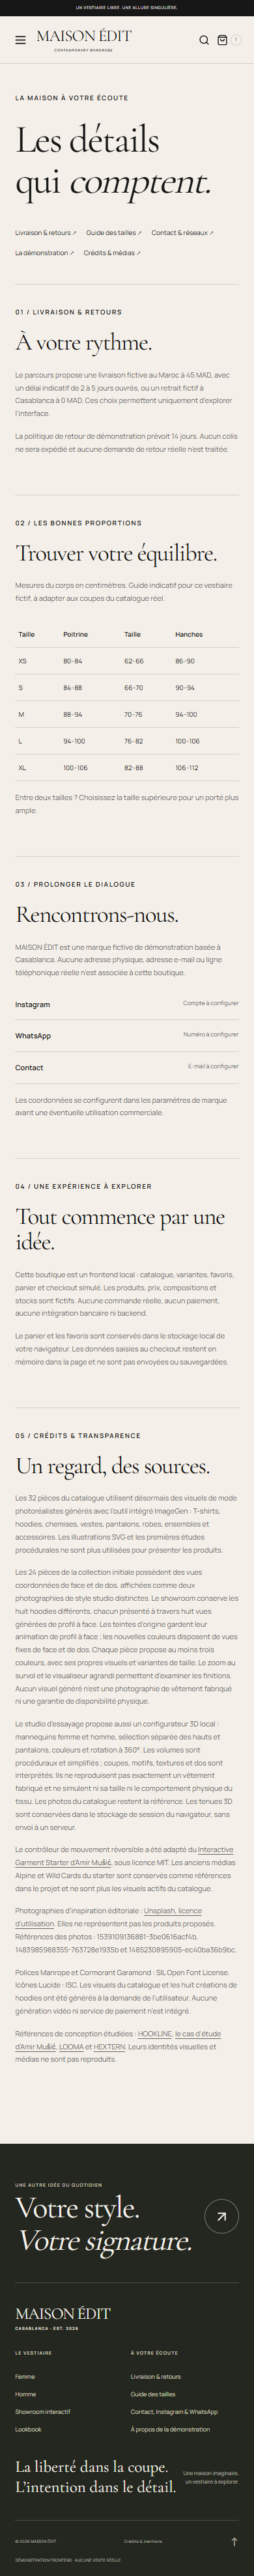 UN VESTIAIRE LIBRE. UNE ALLURE SINGULIÈRE.
MAISON ÉDIT
CONTEMPORARY WARDROBE
1
LA MAISON À VOTRE ÉCOUTE
Les détails
qui comptent.
Livraison & retours ↗ Guide des tailles ↗ Contact & réseaux ↗
La démonstration ↗ Crédits & médias ↗
01 / LIVRAISON & RETOURS
À votre rythme.
Le parcours propose une livraison fictive au Maroc à 45 MAD, avec
un délai indicatif de 2 à 5 jours ouvrés, ou un retrait fictif à
Casablanca à 0 MAD. Ces choix permettent uniquement d'explorer
l'interface.
La politique de retour de démonstration prévoit 14 jours. Aucun colis
ne sera expédié et aucune demande de retour réelle n'est traitée.
02 / LES BONNES PROPORTIONS
Trouver votre équilibre.
Mesures du corps en centimètres. Guide indicatif pour ce vestiaire
fictif, à adapter aux coupes du catalogue réel.
Taille Poitrine Taille Hanches
XS 80–84 62–66 86–90
S 84–88 66–70 90–94
M 88–94 70–76 94–100
L 94–100 76–82 100–106
XL 100–106 82–88 106–112
Entre deux tailles ? Choisissez la taille supérieure pour un porté plus
ample.
03 / PROLONGER LE DIALOGUE
Rencontrons-nous.
MAISON ÉDIT est une marque fictive de démonstration basée à
Casablanca. Aucune adresse physique, adresse e-mail ou ligne
téléphonique réelle n'est associée à cette boutique.
Instagram Compte à configurer
WhatsApp Numéro à configurer
Contact E-mail à configurer
Les coordonnées se configurent dans les paramètres de marque
avant une éventuelle utilisation commerciale.
04 / UNE EXPÉRIENCE À EXPLORER
Tout commence par une
idée.
Cette boutique est un frontend local : catalogue, variantes, favoris,
panier et checkout simulé. Les produits, prix, compositions et
stocks sont fictifs. Aucune commande réelle, aucun paiement,
aucune intégration bancaire ni backend.
Le panier et les favoris sont conservés dans le stockage local de
votre navigateur. Les données saisies au checkout restent en
mémoire dans la page et ne sont pas envoyées ou sauvegardées.
05 / CRÉDITS & TRANSPARENCE
Un regard, des sources.
Les 32 pièces du catalogue utilisent désormais des visuels de mode
photoréalistes générés avec l'outil intégré ImageGen : T-shirts,
hoodies, chemises, vestes, pantalons, robes, ensembles et
accessoires. Les illustrations SVG et les premières études
procédurales ne sont plus utilisées pour présenter les produits.
Les 24 pièces de la collection initiale possèdent des vues
coordonnées de face et de dos, affichées comme deux
photographies de style studio distinctes. Le showroom conserve les
huit hoodies différents, chacun présenté à travers huit vues
générées de profil à face. Les teintes d'origine gardent leur
animation de profil à face ; les nouvelles couleurs disposent de vues
fixes de face et de dos. Chaque pièce propose au moins trois
couleurs, avec ses propres visuels et variantes de taille. Le zoom au
survol et le visualiseur agrandi permettent d'examiner les finitions.
Aucun visuel généré n'est une photographie de vêtement fabriqué
ni une garantie de disponibilité physique.
Le studio d'essayage propose aussi un configurateur 3D local :
mannequins femme et homme, sélection séparée des hauts et
pantalons, couleurs et rotation à 360°. Les volumes sont
procéduraux et simplifiés ; coupes, motifs, textures et dos sont
interprétés. Ils ne reproduisent pas exactement un vêtement
fabriqué et ne simulent ni sa taille ni le comportement physique du
tissu. Les photos du catalogue restent la référence. Les tenues 3D
sont conservées dans le stockage de session du navigateur, sans
envoi à un serveur.
Le contrôleur de mouvement réversible a été adapté du Interactive
Garment Starter d'Amir Mušić, sous licence MIT. Les anciens médias
Alpine et Wild Cards du starter sont conservés comme références
dans le projet et ne sont plus les visuels actifs du catalogue.
Photographies d'inspiration éditoriale : Unsplash, licence
d'utilisation. Elles ne représentent pas les produits proposés.
Références des photos : 1539109136881-3be0616acf4b,
1483985988355-763728e1935b et 1485230895905-ec40ba36b9bc.
Polices Manrope et Cormorant Garamond : SIL Open Font License.
Icônes Lucide : ISC. Les visuels du catalogue et les huit créations de
hoodies ont été générés à la demande de l'utilisateur. Aucune
génération vidéo ni service de paiement n'est intégré.
Références de conception étudiées : HOOKLINE, le cas d'étude
d'Amir Mušić, LOOMA et HEXTERN. Leurs identités visuelles et
médias ne sont pas reproduits.
UNE AUTRE IDÉE DU QUOTIDIEN
Votre style.
Votre signature.
MAISON ÉDIT
CASABLANCA - EST. 2026
LE VESTIAIRE À VOTRE ÉCOUTE
Femme Livraison & retours
Homme Guide des tailles
Showroom interactif Contact, Instagram & WhatsApp
Lookbook À propos de la démonstration
La liberté dans la coupe.
L'intention dans le détail.
Une maison imaginaire,
un vestiaire à explorer.
© 2026 MAISON ÉDIT Crédits & mentions
DÉMONSTRATION FRONTEND · AUCUNE VENTE RÉELLE